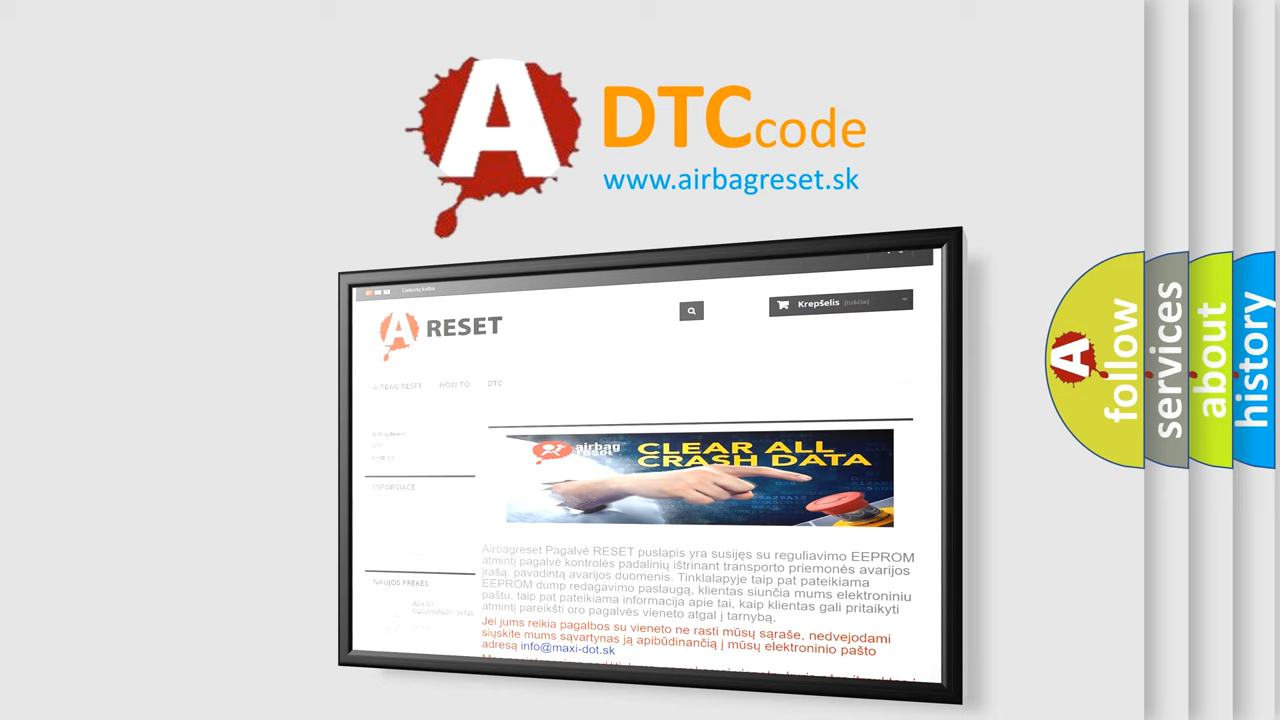 A
DTCcode
www.airbagreset.sk
Lietuvių kalba
A RESET
Krepšelis (tuščia)
AIRBAG RESET HOW TO DTC
INFORMACE
NAUJOS PREKĖS
airbag
reset
CLEAR ALL
CRASH DATA
Airbagreset Pagalvė RESET puslapis yra susijęs su reguliavimo EEPROM
atmintį pagalvė kontrolės padalinių ištrinant transporto priemonės avarijos
įrašą, pavadintą avarijos duomenis. Tinklalapyje taip pat pateikiama
EEPROM dump redagavimo paslaugą, klientas siunčia mums elektroniniu
paštu, taip pat pateikiama informacija apie tai, kaip klientas gali pritaikyti
atmintį pareikšti oro pagalvės vieneto atgal į tarnybą.
Jei jums reikia pagalbos su vieneto ne rasti mūsų sąraše, nedvejodami
siųskite mums sąvartynas ją apibūdinančią į mūsų elektroninio pašto
adresą info@maxi-dot.sk
A
follow
services
about
history